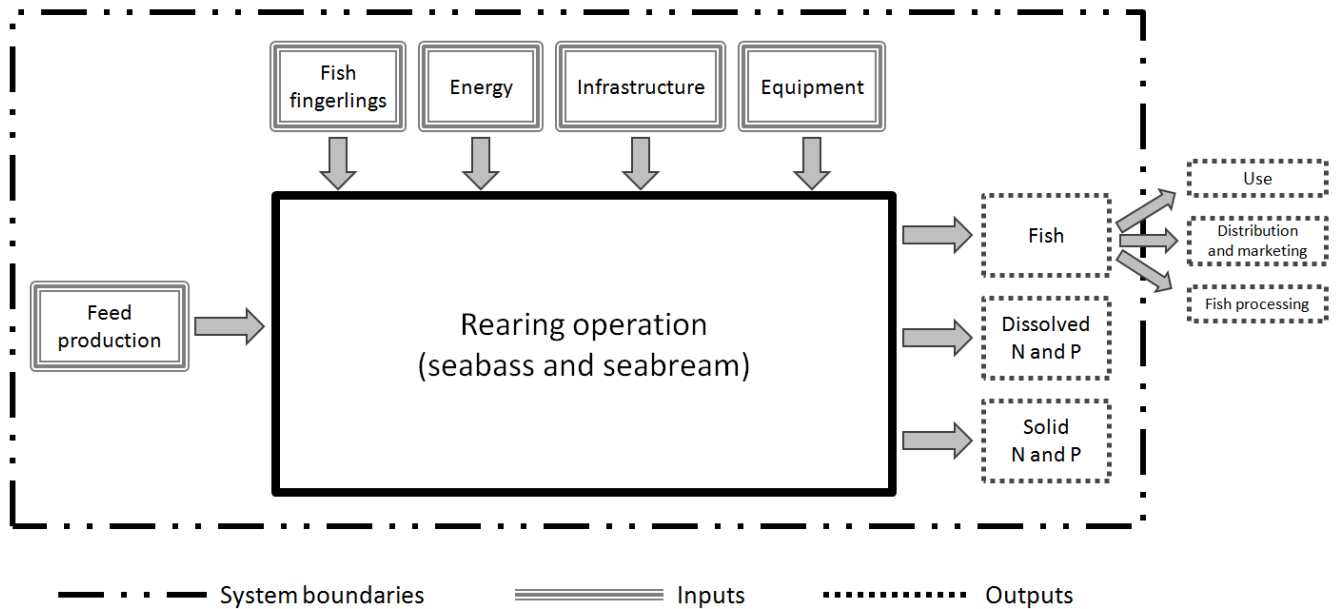 Fish
fingerlings
Energy
Infrastructure
Equipment
Use
Distribution
and marketing
Fish processing
Fish
Feed
production
Rearing operation
(seabass and seabream)
Dissolved
N and P
Solid
N and P
System boundaries
Inputs
Outputs